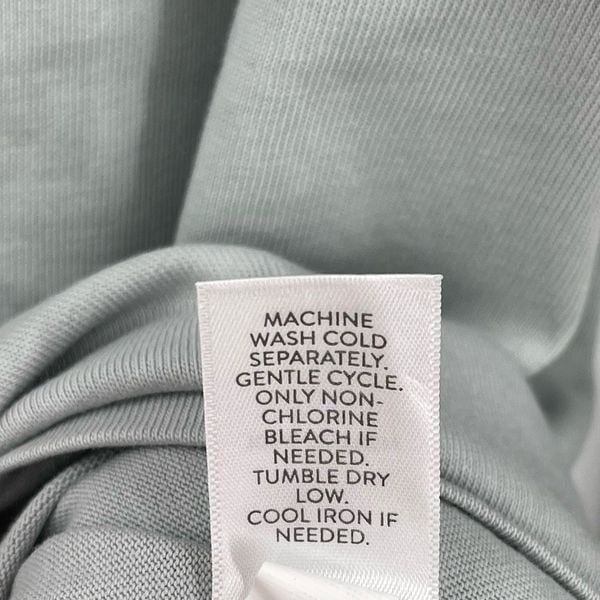 MACHINE
WASH COLD
SEPARATELY.
GENTLE CYCLE.
ONLY NON-
CHLORINE
BLEACH IF
NEEDED.
TUMBLE DRY
LOW.
COOL IRON IF
NEEDED.